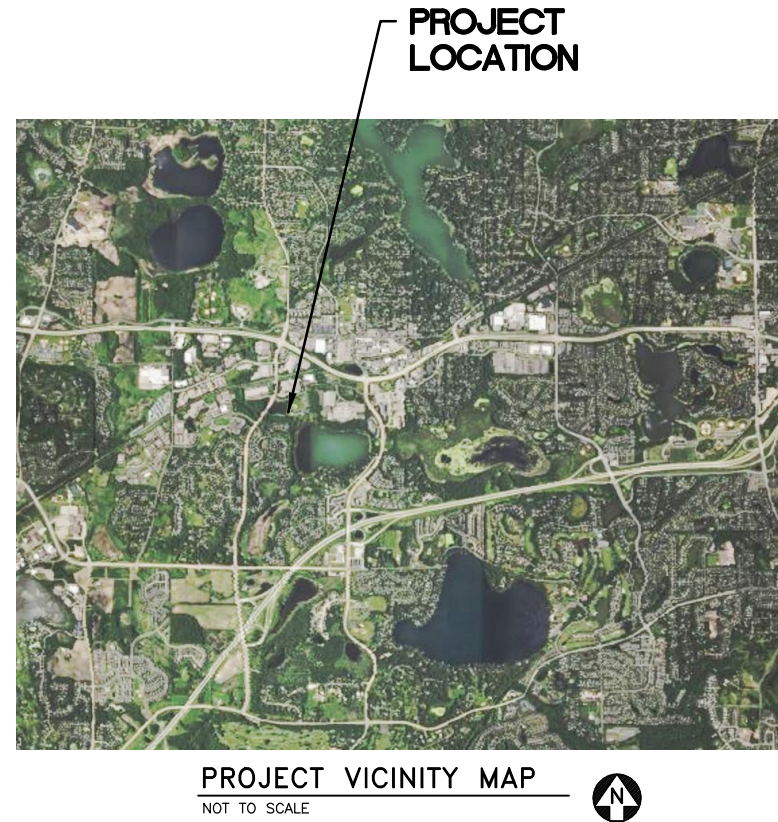 PROJECT
LOCATION
PROJECT VICINITY MAP
NOT TO SCALE
N